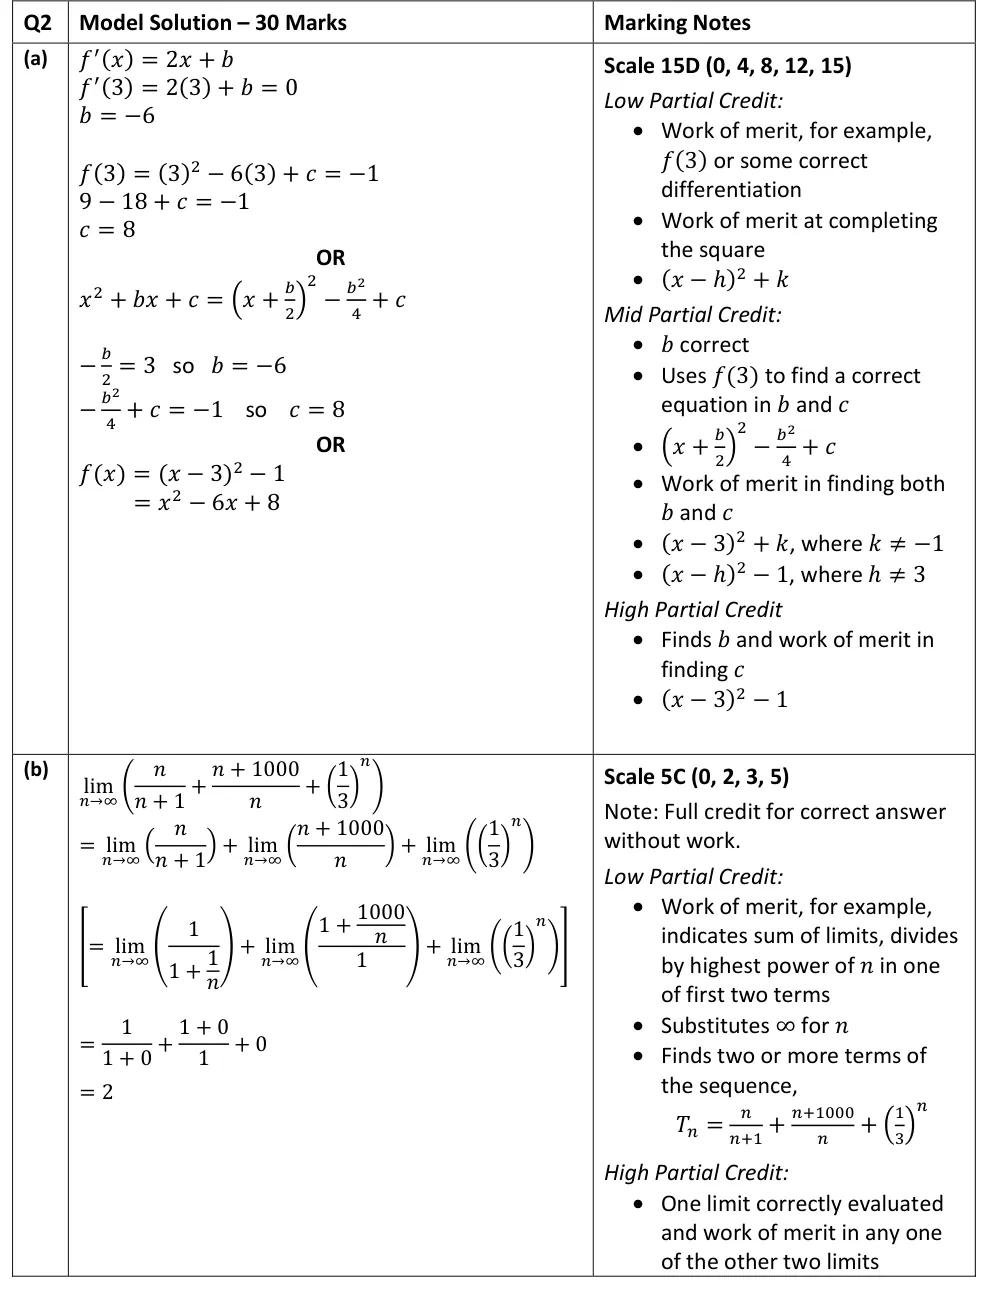 Q2 Model Solution – 30 Marks Marking Notes
(a)
f′(x) = 2x + b
f′(3) = 2(3) + b = 0
b = −6
f(3) = (3)² − 6(3) + c = −1
9 − 18 + c = −1
c = 8
OR
x² + bx + c = (x + b/2)² − b²/4 + c
−b/2 = 3 so b = −6
−b²/4 + c = −1 so c = 8
OR
f(x) = (x − 3)² − 1
= x² − 6x + 8
Scale 15D (0, 4, 8, 12, 15)
Low Partial Credit:
• Work of merit, for example,
f(3) or some correct
differentiation
• Work of merit at completing
the square
• (x − h)² + k
Mid Partial Credit:
• b correct
• Uses f(3) to find a correct
equation in b and c
• (x + b/2)² − b²/4 + c
• Work of merit in finding both
b and c
• (x − 3)² + k, where k ≠ −1
• (x − h)² − 1, where h ≠ 3
High Partial Credit
• Finds b and work of merit in
finding c
• (x − 3)² − 1
(b)
lim n→∞ (n/(n + 1) + (n + 1000)/n + (1/3)ⁿ)
= lim n→∞ (n/(n + 1)) + lim n→∞ ((n + 1000)/n) + lim n→∞ ((1/3)ⁿ)
[= lim n→∞ (1/(1 + 1/n)) + lim n→∞ ((1 + 1000/n)/1) + lim n→∞ ((1/3)ⁿ)]
= 1/(1 + 0) + (1 + 0)/1 + 0
= 2
Scale 5C (0, 2, 3, 5)
Note: Full credit for correct answer
without work.
Low Partial Credit:
• Work of merit, for example,
indicates sum of limits, divides
by highest power of n in one
of first two terms
• Substitutes ∞ for n
• Finds two or more terms of
the sequence,
Tₙ = n/(n+1) + (n+1000)/n + (1/3)ⁿ
High Partial Credit:
• One limit correctly evaluated
and work of merit in any one
of the other two limits